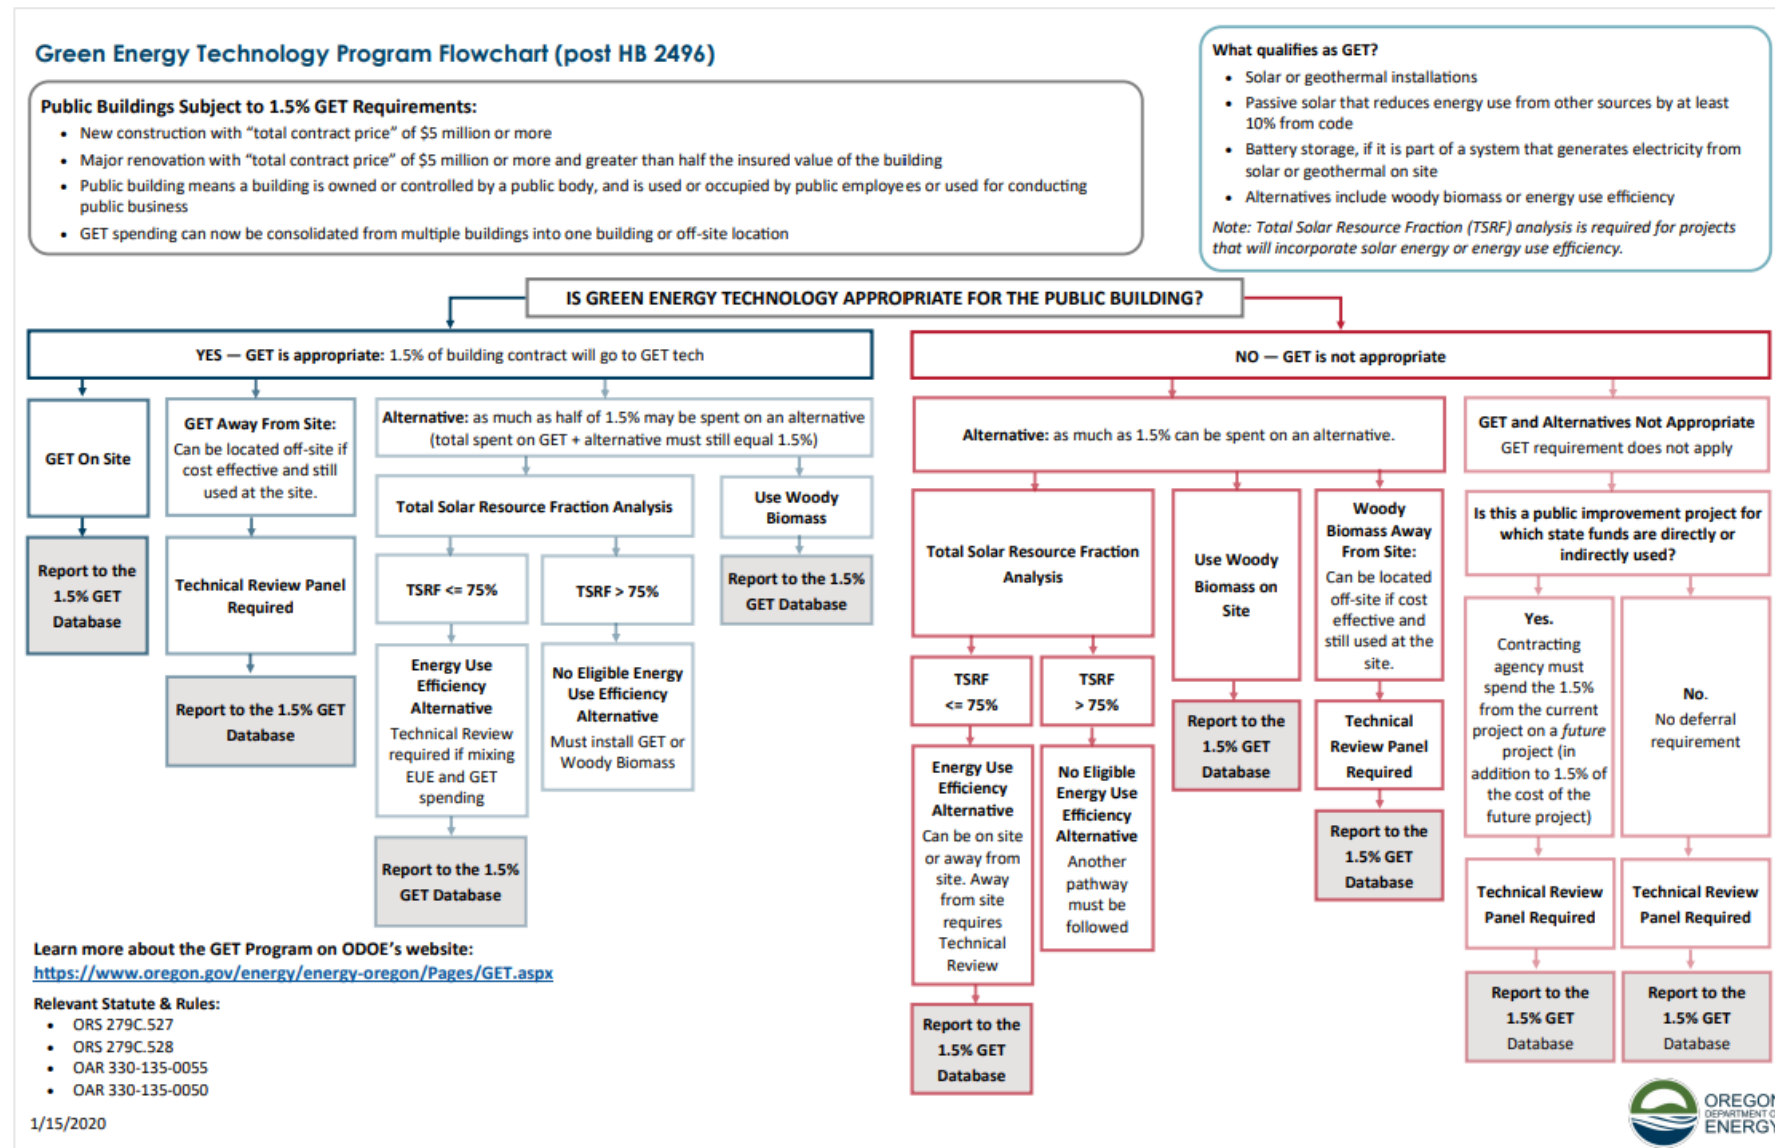 Green Energy Technology Program Flowchart (post HB 2496)
Public Buildings Subject to 1.5% GET Requirements:
• New construction with “total contract price” of $5 million or more
• Major renovation with “total contract price” of $5 million or more and greater than half the insured value of the building
• Public building means a building is owned or controlled by a public body, and is used or occupied by public employees or used for conducting
public business
• GET spending can now be consolidated from multiple buildings into one building or off-site location
What qualifies as GET?
• Solar or geothermal installations
• Passive solar that reduces energy use from other sources by at least
10% from code
• Battery storage, if it is part of a system that generates electricity from
solar or geothermal on site
• Alternatives include woody biomass or energy use efficiency
Note: Total Solar Resource Fraction (TSRF) analysis is required for projects
that will incorporate solar energy or energy use efficiency.
IS GREEN ENERGY TECHNOLOGY APPROPRIATE FOR THE PUBLIC BUILDING?
YES — GET is appropriate: 1.5% of building contract will go to GET tech
GET On Site
Report to the
1.5% GET
Database
GET Away From Site:
Can be located off-site if
cost effective and still
used at the site.
Technical Review Panel
Required
Report to the 1.5% GET
Database
Alternative: as much as half of 1.5% may be spent on an alternative
(total spent on GET + alternative must still equal 1.5%)
Total Solar Resource Fraction Analysis
TSRF <= 75%
Energy Use
Efficiency
Alternative
Technical Review
required if mixing
EUE and GET
spending
Report to the 1.5%
GET Database
TSRF > 75%
No Eligible Energy
Use Efficiency
Alternative
Must install GET or
Woody Biomass
Use Woody
Biomass
Report to the 1.5%
GET Database
NO — GET is not appropriate
Alternative: as much as 1.5% can be spent on an alternative.
Total Solar Resource Fraction
Analysis
TSRF
<= 75%
Energy Use
Efficiency
Alternative
Can be on site
or away from
site. Away
from site
requires
Technical
Review
Report to the
1.5% GET
Database
TSRF
> 75%
No Eligible
Energy Use
Efficiency
Alternative
Another
pathway
must be
followed
Use Woody
Biomass on
Site
Report to the
1.5% GET
Database
Woody
Biomass Away
From Site:
Can be located
off-site if cost
effective and
still used at the
site.
Technical
Review Panel
Required
Report to the
1.5% GET
Database
GET and Alternatives Not Appropriate
GET requirement does not apply
Is this a public improvement project for
which state funds are directly or
indirectly used?
Yes.
Contracting
agency must
spend the 1.5%
from the current
project on a future
project (in
addition to 1.5% of
the cost of the
future project)
Technical Review
Panel Required
Report to the
1.5% GET
Database
No.
No deferral
requirement
Technical Review
Panel Required
Report to the
1.5% GET
Database
Learn more about the GET Program on ODOE’s website:
https://www.oregon.gov/energy/energy-oregon/Pages/GET.aspx
Relevant Statute & Rules:
• ORS 279C.527
• ORS 279C.528
• OAR 330-135-0055
• OAR 330-135-0050
1/15/2020
OREGON
DEPARTMENT O
ENERGY